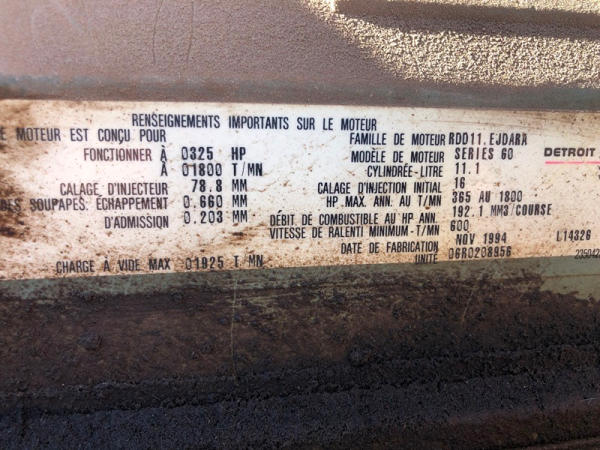 RENSEIGNEMENTS IMPORTANTS SUR LE MOTEUR
E MOTEUR EST CONÇU POUR FAMILLE DE MOTEUR RDD11.EJDARA
FONCTIONER À 0325 HP MODÈLE DE MOTEUR SERIES 60 DETROIT
À 01800 T/MN CYLINDRÉE-LITRE 11.1
CALAGE D'INJECTEUR 78.8 MM CALAGE D'INJECTION INITIAL 16
DES SOUPAPES: ÉCHAPPEMENT 0.660 MM HP.MAX. ANN. AU T/MN 365 AU 1800
D'ADMISSION 0.203 MM DÉBIT DE COMBUSTIBLE AU HP ANN. 192.1 MM3/COURSE
VITESSE DE RALENTI MINIMUM-T/MN 600
DATE DE FABRICATION NOV 1994 L14326
CHARGE À VIDE MAX 01925 T/MN UNITÉ 06R0208956 235042